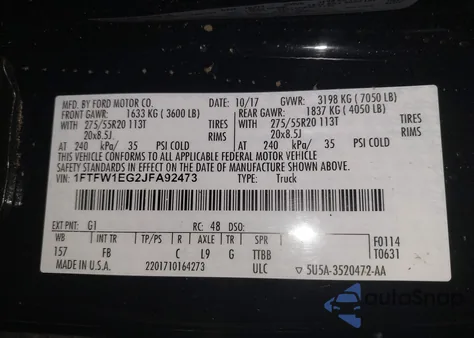 MFD. BY FORD MOTOR CO. 10/17 GVWR: 3198 KG (7050 LB)
FRONT GAWR: 1633 KG (3600 LB) REAR GAWR: 1837 KG (4050 LB)
WITH 275/55R20 113T TIRES WITH 275/55R20 113T TIRES
20x8.5J RIMS 20x8.5J RIMS
AT 240 kPa/ 35 PSI COLD AT 240 kPa/ 35 PSI COLD
THIS VEHICLE CONFORMS TO ALL APPLICABLE FEDERAL MOTOR VEHICLE
SAFETY STANDARDS IN EFFECT ON THE DATE OF MANUFACTURE SHOWN ABOVE.
VIN: 1FTFW1EG2JFA92473 TYPE: Truck
EXT PNT: G1 RC: 48 DSO:
WB INT TR TP/PS R AXLE TR SPR F0114
157 FB C L9 G TTBB T0631
MADE IN U.S.A. 2201710164273 ULC ▽ 5U5A-3520472-AA
autoSnap